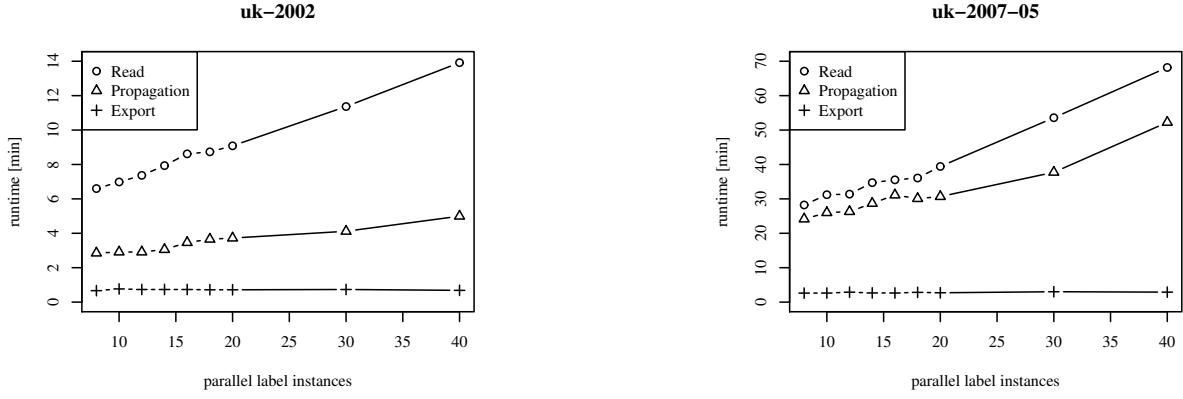 uk−2002
Read
Propagation
Export
14
12
10
8
6
4
2
0
runtime [min]
10 15 20 25 30 35 40
parallel label instances
uk−2007−05
Read
Propagation
Export
70
60
50
40
30
20
10
0
runtime [min]
10 15 20 25 30 35 40
parallel label instances